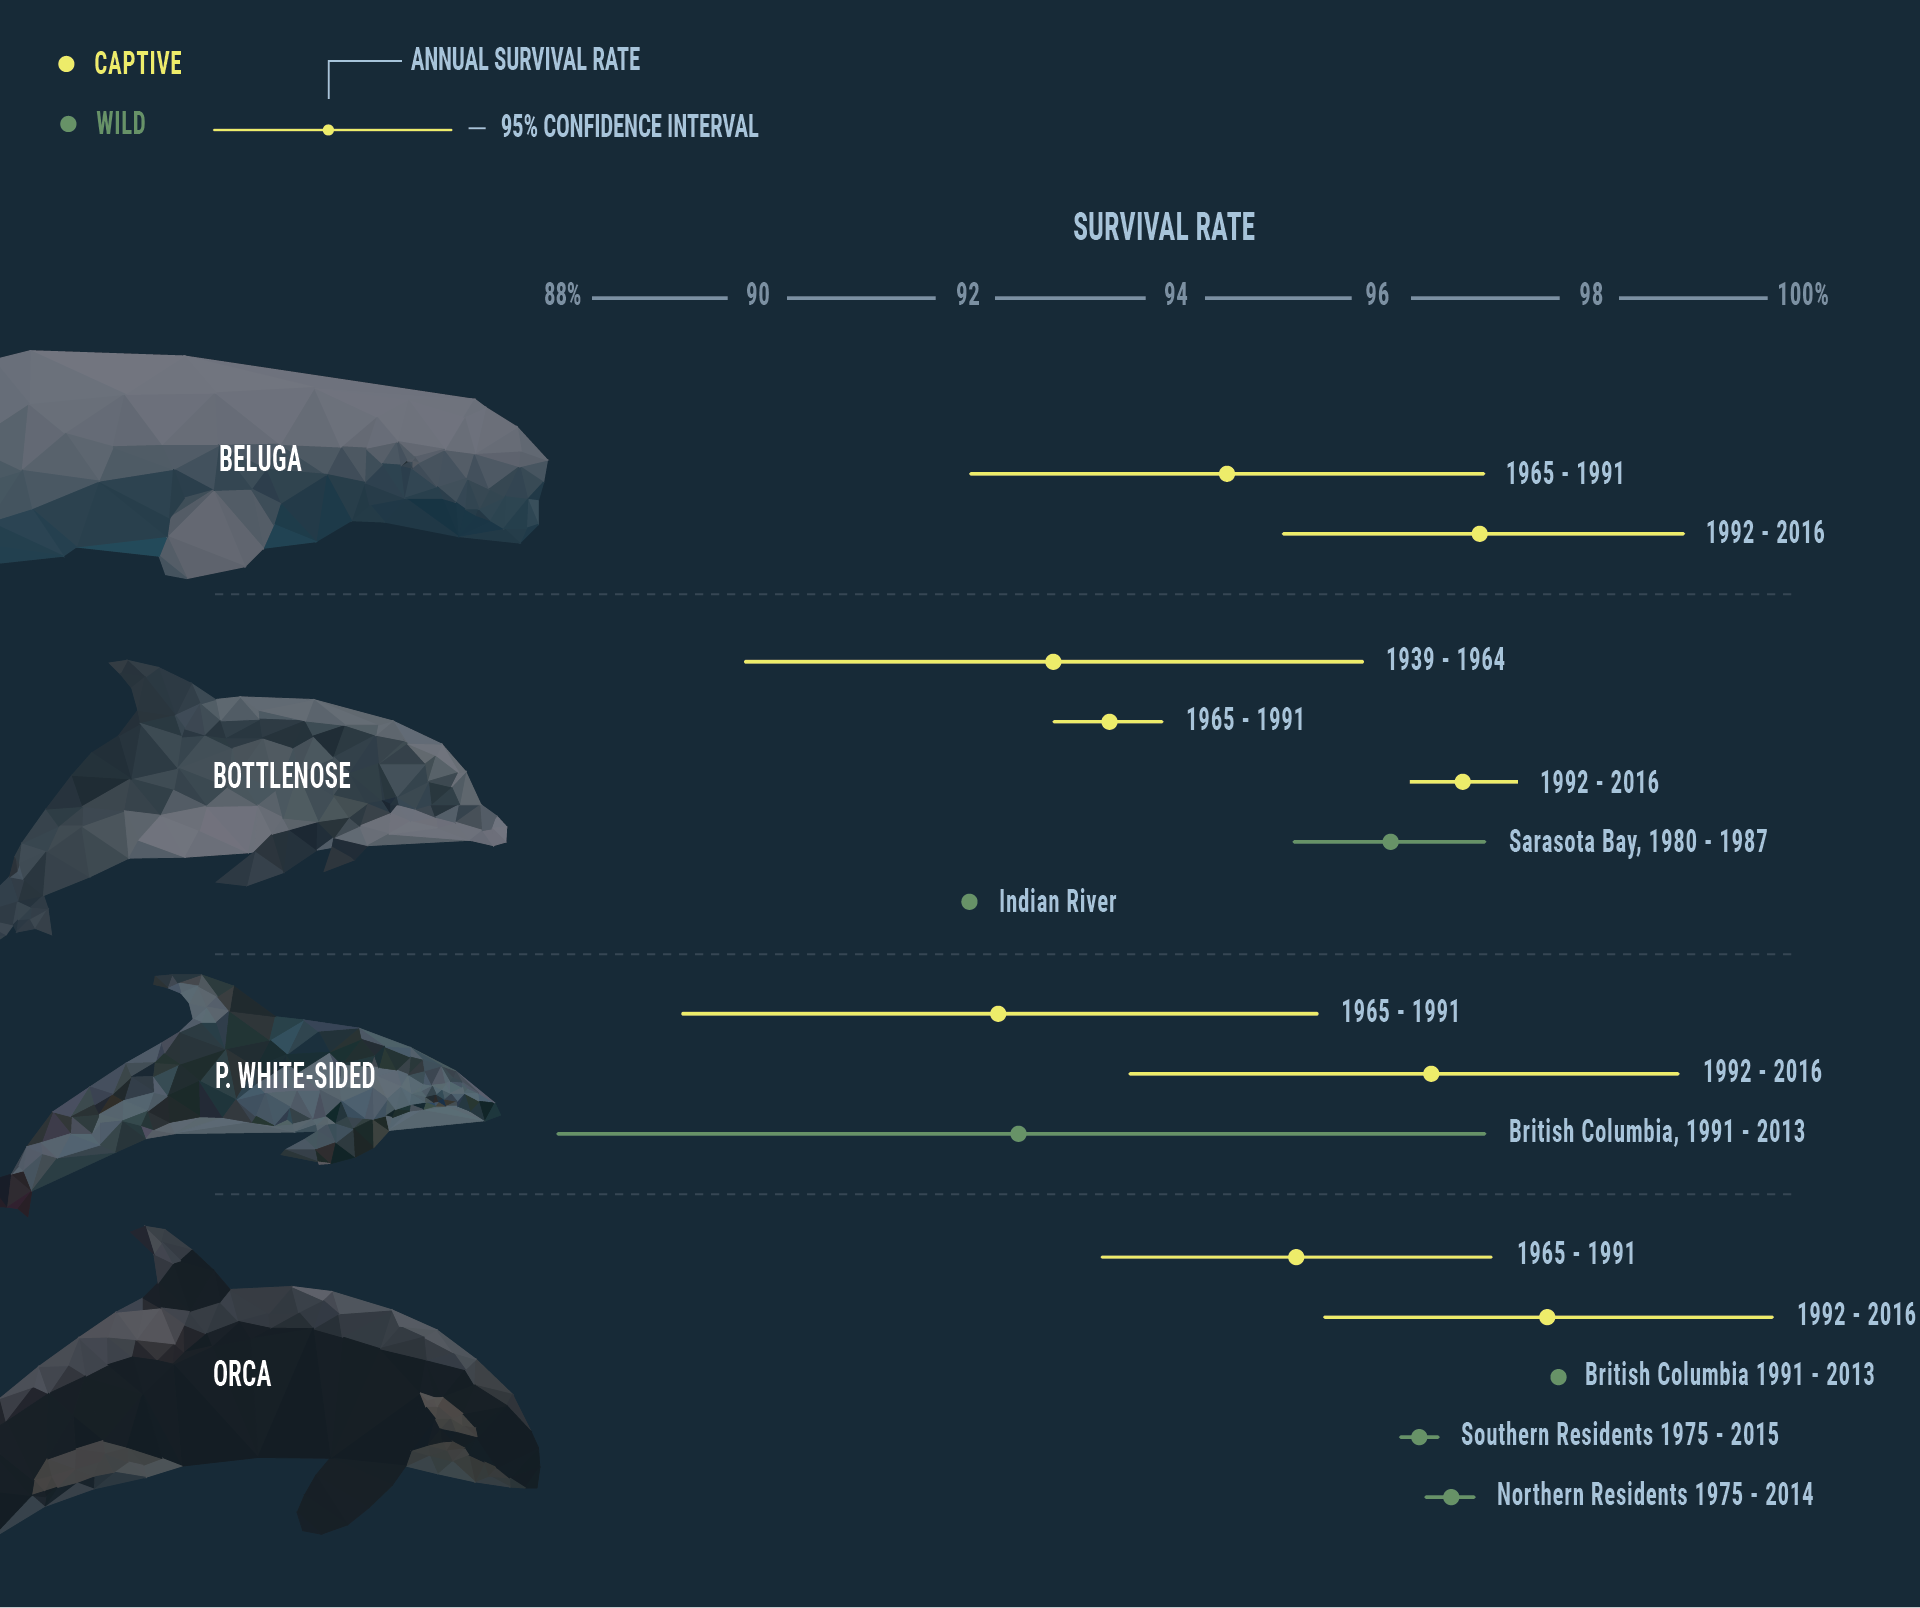 CAPTIVE
ANNUAL SURVIVAL RATE
WILD
95% CONFIDENCE INTERVAL
SURVIVAL RATE
88% 90 92 94 96 98 100%
BELUGA
1965 - 1991
1992 - 2016
BOTTLENOSE
1939 - 1964
1965 - 1991
1992 - 2016
Sarasota Bay, 1980 - 1987
Indian River
P. WHITE-SIDED
1965 - 1991
1992 - 2016
British Columbia, 1991 - 2013
ORCA
1965 - 1991
1992 - 2016
British Columbia 1991 - 2013
Southern Residents 1975 - 2015
Northern Residents 1975 - 2014